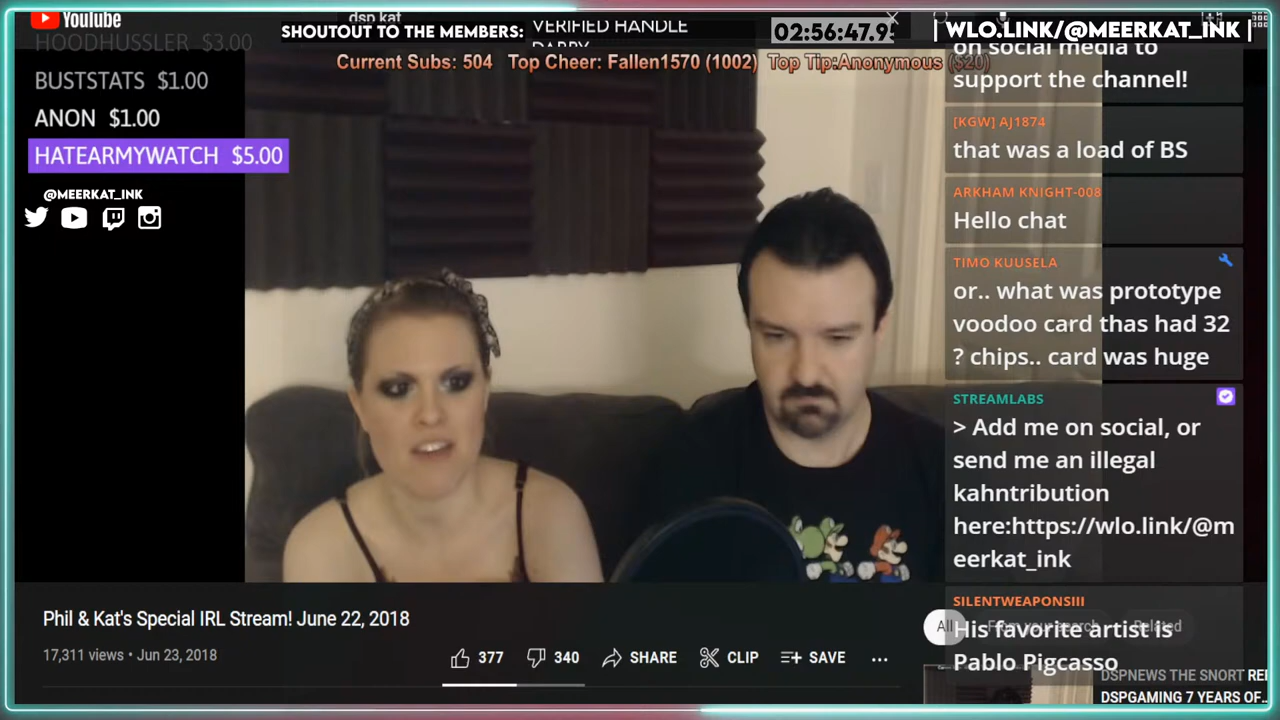 YouTube
dsp kat
SHOUTOUT TO THE MEMBERS:
VERIFIED HANDLE
02:56:47.95
| WLO.LINK/@MEERKAT_INK |
HOODHUSSLER $3.00
BUSTSTATS $1.00
ANON $1.00
HATEARMYWATCH $5.00
@MEERKAT_INK
Current Subs: 504 Top Cheer: Fallen1570 (1002) Top Tip:Anonymous ($20)
on social media to
support the channel!
[KGW] AJ1874
that was a load of BS
ARKHAM KNIGHT-008
Hello chat
TIMO KUUSELA
or.. what was prototype
voodoo card thas had 32
? chips.. card was huge
STREAMLABS
> Add me on social, or
send me an illegal
kahntribution
here:https://wlo.link/@m
eerkat_ink
SILENTWEAPONSIII
His favorite artist is
Pablo Pigcasso
Phil & Kat's Special IRL Stream! June 22, 2018
17,311 views • Jun 23, 2018
377
340
SHARE
CLIP
SAVE
All
From your search
Related
DSPNEWS THE SNORT REI
DSPGAMING 7 YEARS OF...